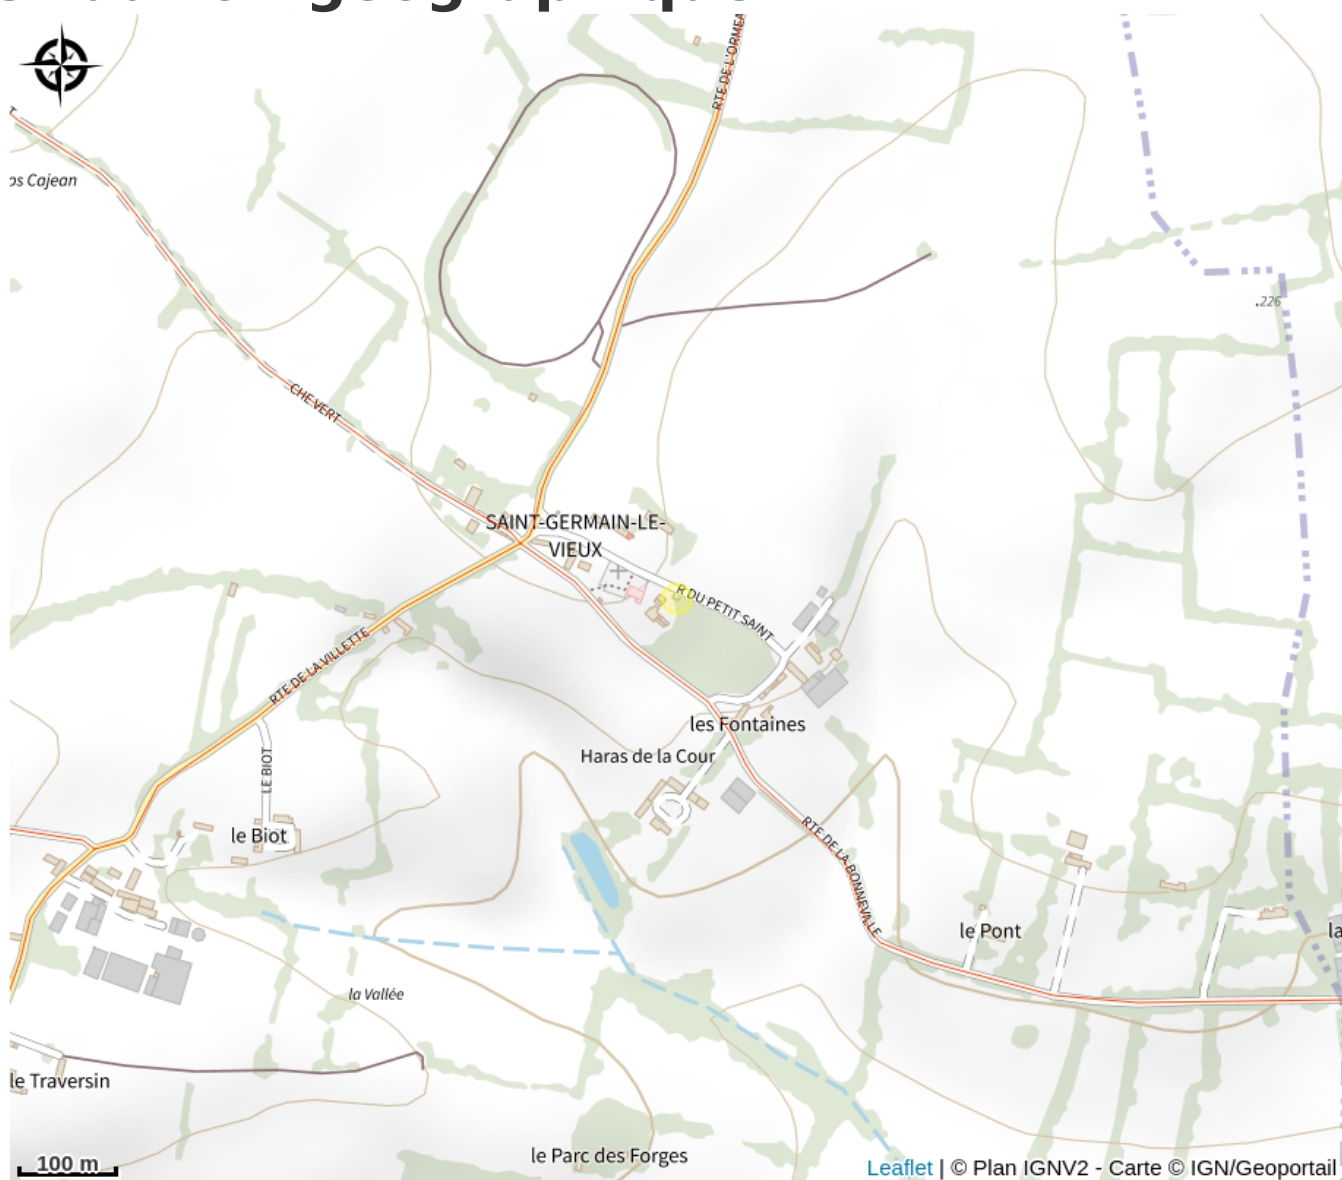 RTE DE L'ORMEA
os Cajean
.226
CHE VERT
SAINT-GERMAIN-LE-
VIEUX
R DU PETIT SAINT
RTE DE LA VILLETTE
les Fontaines
Haras de la Cour
LE BIOT
le Biot
RTE DE LA BONNEVALLE
le Pont
la
la Vallée
le Traversin
le Parc des Forges
100 m
Leaflet | © Plan IGNV2 - Carte © IGN/Geoportail